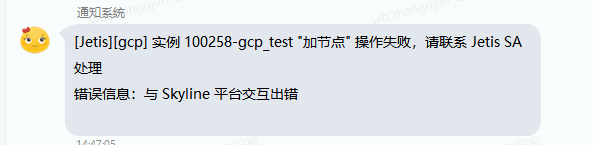 通知系统
[Jetis][gcp] 实例 100258-gcp_test "加节点" 操作失败，请联系 Jetis SA
处理
错误信息：与 Skyline 平台交互出错
14:47:05